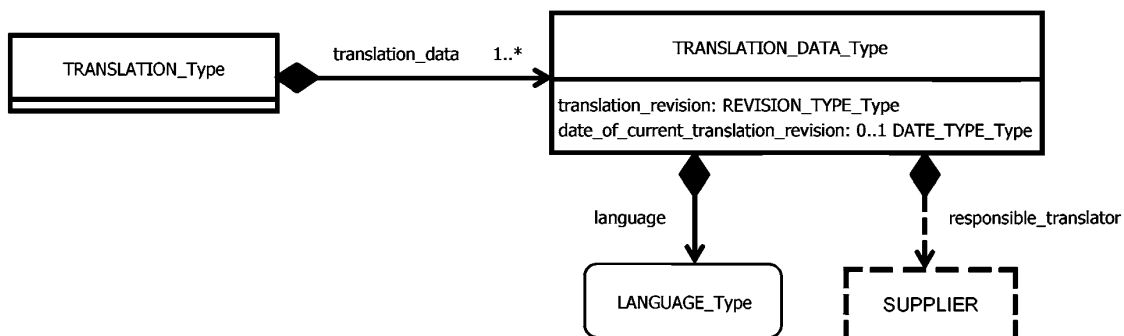 TRANSLATION_Type
translation_data 1..*
TRANSLATION_DATA_Type
translation_revision: REVISION_TYPE_Type
date_of_current_translation_revision: 0..1 DATE_TYPE_Type
language
responsible_translator
LANGUAGE_Type
SUPPLIER